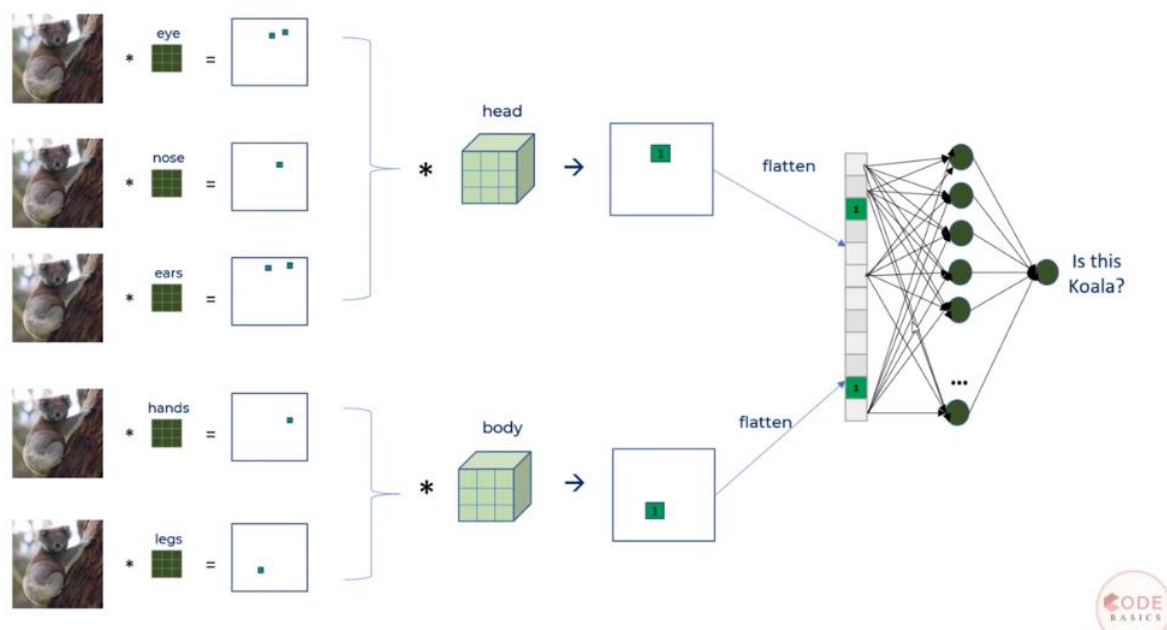 eye
*
=
nose
*
=
ears
*
=
head
*
→
1
flatten
hands
*
=
legs
*
=
body
*
→
1
flatten
1
1
...
Is this
Koala?
CODE
BASICS